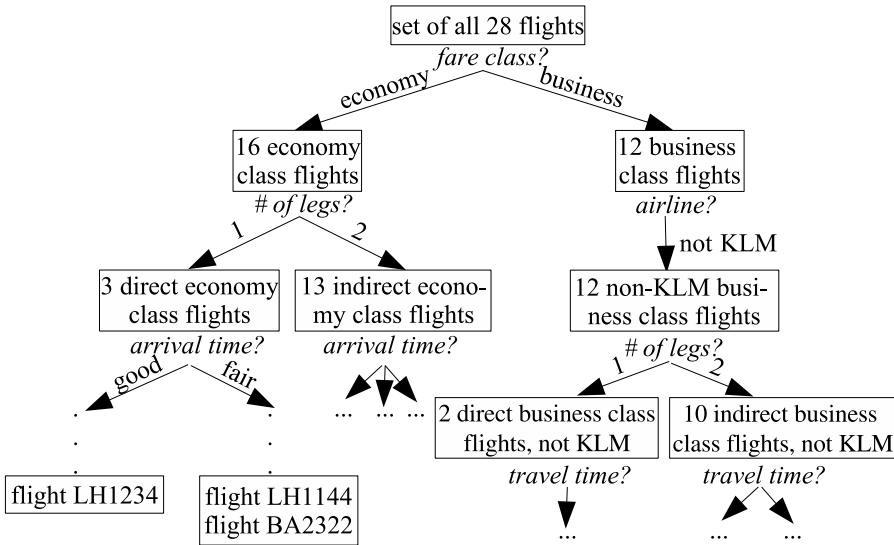 set of all 28 flights
fare class?
economy
business
16 economy
class flights
# of legs?
12 business
class flights
airline?
1
2
not KLM
3 direct economy
class flights
arrival time?
13 indirect econo-
my class flights
arrival time?
12 non-KLM busi-
ness class flights
# of legs?
good
fair
1
2
... ... ...
2 direct business class
flights, not KLM
travel time?
10 indirect business
class flights, not KLM
travel time?
flight LH1234
flight LH1144
flight BA2322
...
... ...